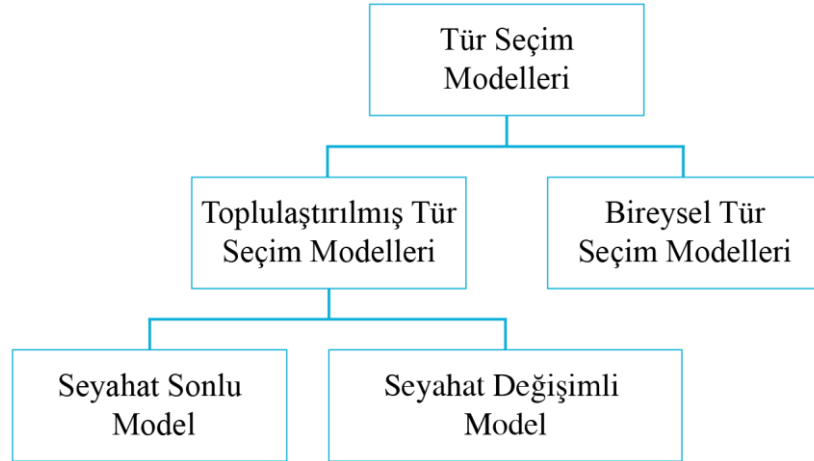 Tür Seçim
Modelleri
Toplulaştırılmış Tür
Seçim Modelleri
Bireysel Tür
Seçim Modelleri
Seyahat Sonlu
Model
Seyahat Değişimli
Model